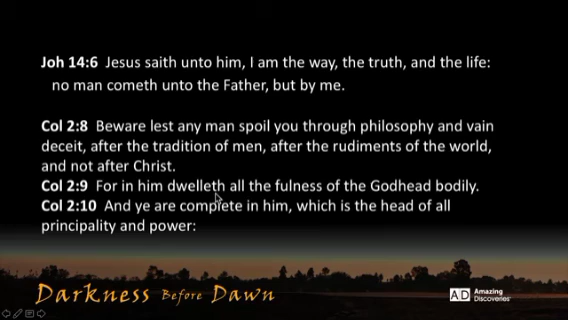 Joh 14:6  Jesus saith unto him, I am the way, the truth, and the life:
no man cometh unto the Father, but by me.
Col 2:8  Beware lest any man spoil you through philosophy and vain
deceit, after the tradition of men, after the rudiments of the world,
and not after Christ.
Col 2:9  For in him dwelleth all the fulness of the Godhead bodily.
Col 2:10  And ye are complete in him, which is the head of all
principality and power:
Darkness Before Dawn
AD Amazing
Discoveries